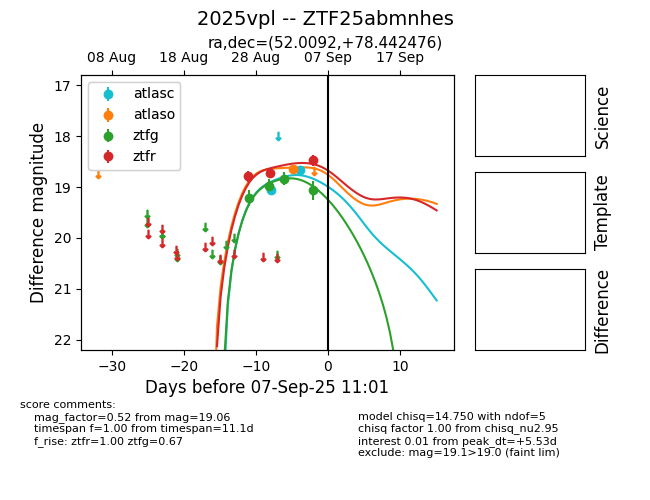 2025vpl -- ZTF25abmnhes
ra,dec=(52.0092,+78.442476)
08 Aug 18 Aug 28 Aug 07 Sep 17 Sep
17
18
19
20
21
22
Difference magnitude
atlasc
atlaso
ztfg
ztfr
−30 −20 −10 0 10
Days before 07-Sep-25 11:01
Science
Template
Difference
score comments:
mag_factor=0.52 from mag=19.06
timespan f=1.00 from timespan=11.1d
f_rise: ztfr=1.00 ztfg=0.67
model chisq=14.750 with ndof=5
chisq factor 1.00 from chisq_nu2.95
interest 0.01 from peak_dt=+5.53d
exclude: mag=19.1>19.0 (faint lim)